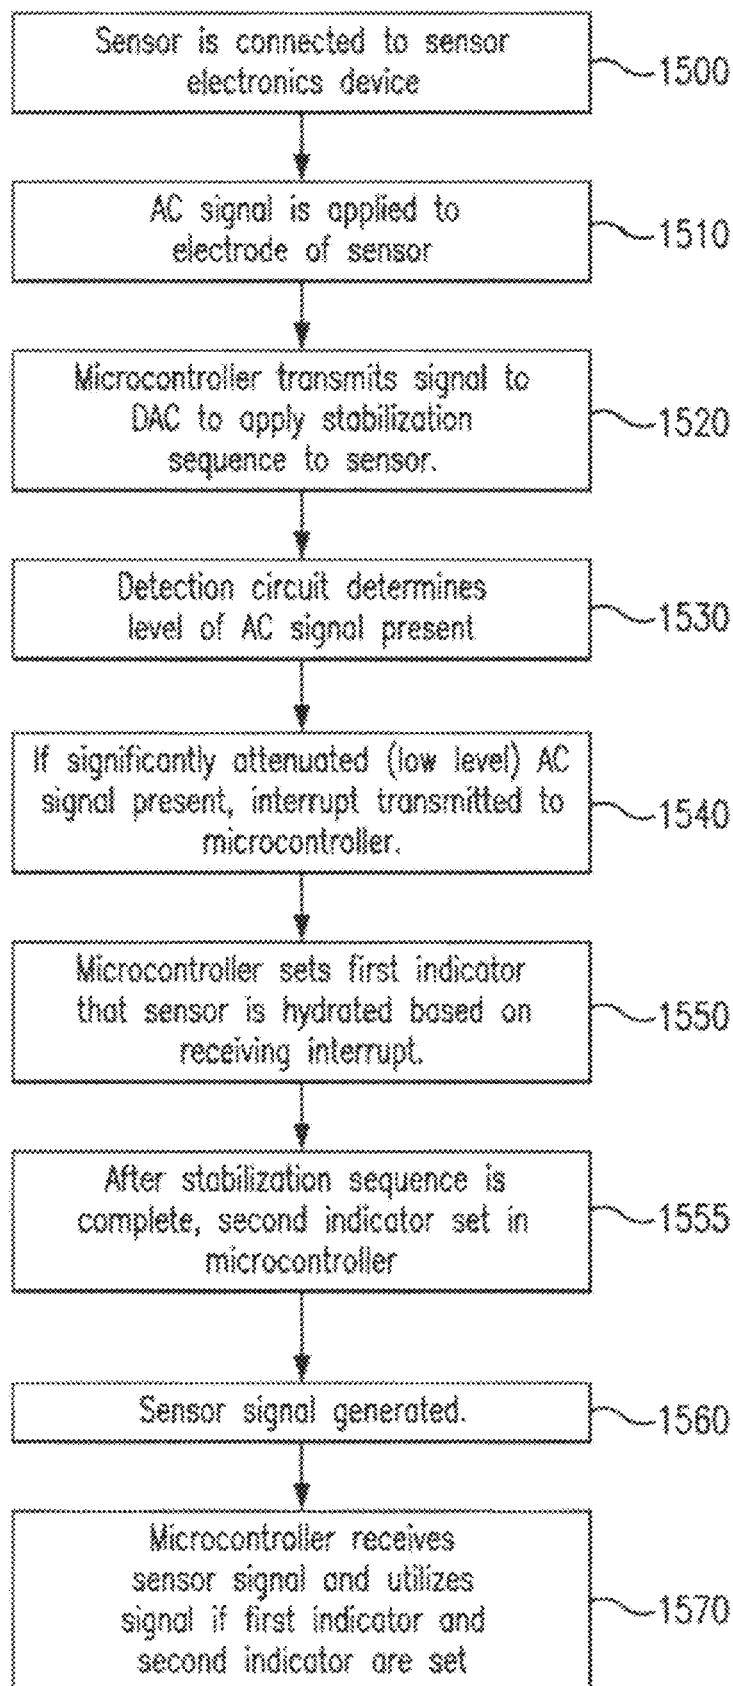 Sensor is connected to sensor
electronics device
1500
AC signal is applied to
electrode of sensor
1510
Microcontroller transmits signal to
DAC to apply stabilization
sequence to sensor.
1520
Detection circuit determines
level of AC signal present
1530
If significantly attenuated (low level) AC
signal present, interrupt transmitted to
microcontroller.
1540
Microcontroller sets first indicator
that sensor is hydrated based on
receiving interrupt.
1550
After stabilization sequence is
complete, second indicator set in
microcontroller
1555
Sensor signal generated.
1560
Microcontroller receives
sensor signal and utilizes
signal if first indicator and
second indicator are set
1570